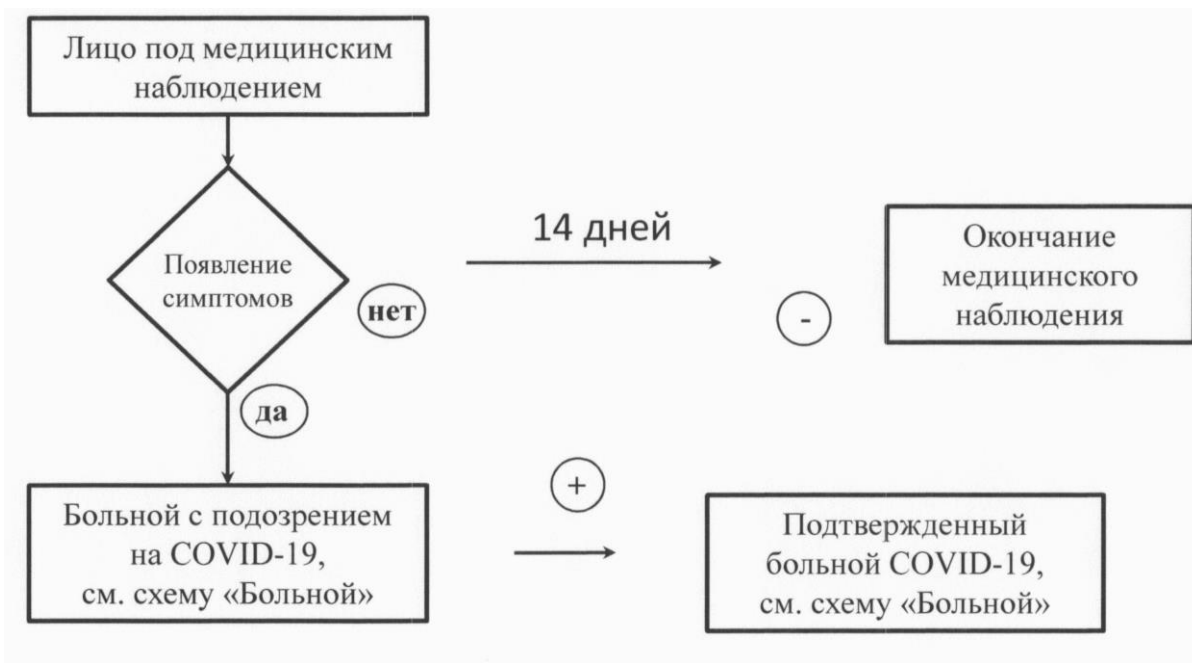 Лицо под медицинским
наблюдением
Появление
симптомов
нет
14 дней
-
Окончание
медицинского
наблюдения
да
Больной с подозрением
на COVID-19,
см. схему «Больной»
+
Подтвержденный
больной COVID-19,
см. схему «Больной»